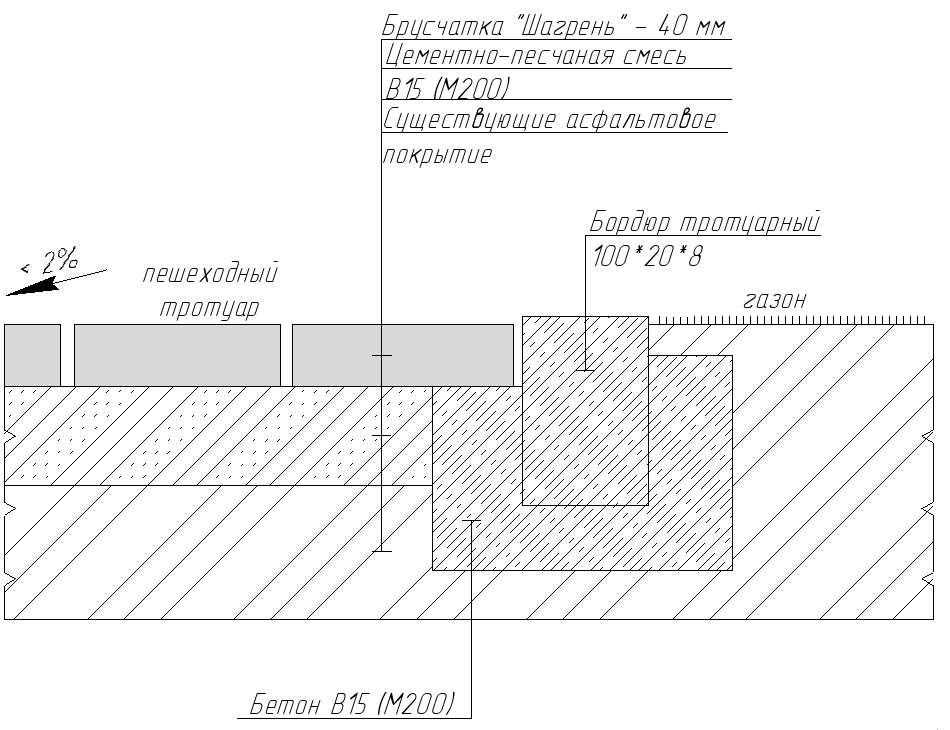 Брусчатка "Шагрень" - 40 мм
Цементно-песчаная смесь
В15 (М200)
Существующие асфальтовое
покрытие
Бордюр тротуарный
100*20*8
< 2%
пешеходный
тротуар
газон
Бетон В15 (М200)